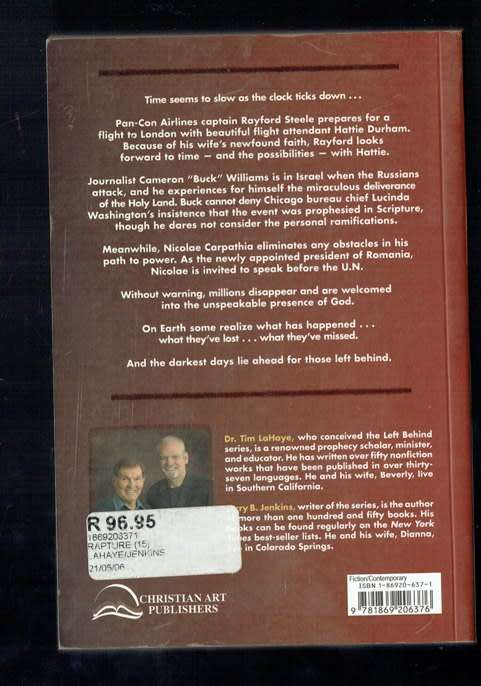 Time seems to slow as the clock ticks down . . .
Pan-Con Airlines captain Rayford Steele prepares for a
flight to London with beautiful flight attendant Hattie Durham.
Because of his wife's newfound faith, Rayford looks
forward to time – and the possibilities – with Hattie.
Journalist Cameron "Buck" Williams is in Israel when the Russians
attack, and he experiences for himself the miraculous deliverance
of the Holy Land. Buck cannot deny Chicago bureau chief Lucinda
Washington's insistence that the event was prophesied in Scripture,
though he dares not consider the personal ramifications.
Meanwhile, Nicolae Carpathia eliminates any obstacles in his
path to power. As the newly appointed president of Romania,
Nicolae is invited to speak before the U.N.
Without warning, millions disappear and are welcomed
into the unspeakable presence of God.
On Earth some realize what has happened . . .
what they've lost . . . what they've missed.
And the darkest days lie ahead for those left behind.
Dr. Tim LaHaye, who conceived the Left Behind
series, is a renowned prophecy scholar, minister,
and educator. He has written over fifty nonfiction
works that have been published in over thirty-
seven languages. He and his wife, Beverly, live
in Southern California.
rry B. Jenkins, writer of the series, is the author
of more than one hundred and fifty books. His
books can be found regularly on the New York
Times best-seller lists. He and his wife, Dianna,
live in Colorado Springs.
R 96.95
1869203371
RAPTURE (15)
LAHAYE/JENKINS
21/05/06
CHRISTIAN ART
PUBLISHERS
Fiction/Contemporary
ISBN 1-86920-637-1
9 781869 206376